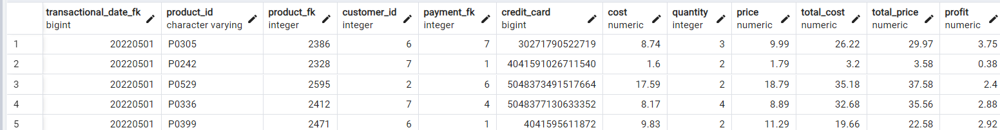 transactional_date_fk product_id product_fk customer_id payment_fk credit_card cost quantity price total_cost total_price profit
bigint character varying integer integer integer bigint numeric integer numeric numeric numeric numeric
1 20220501 P0305 2386 6 7 30271790522719 8.74 3 9.99 26.22 29.97 3.75
2 20220501 P0242 2328 7 1 4041591026711540 1.6 2 1.79 3.2 3.58 0.38
3 20220501 P0529 2595 2 6 5048373491517664 17.59 2 18.79 35.18 37.58 2.4
4 20220501 P0336 2412 7 4 5048377130633352 8.17 4 8.89 32.68 35.56 2.88
5 20220501 P0399 2471 6 1 4041595611872 9.83 2 11.29 19.66 22.58 2.92